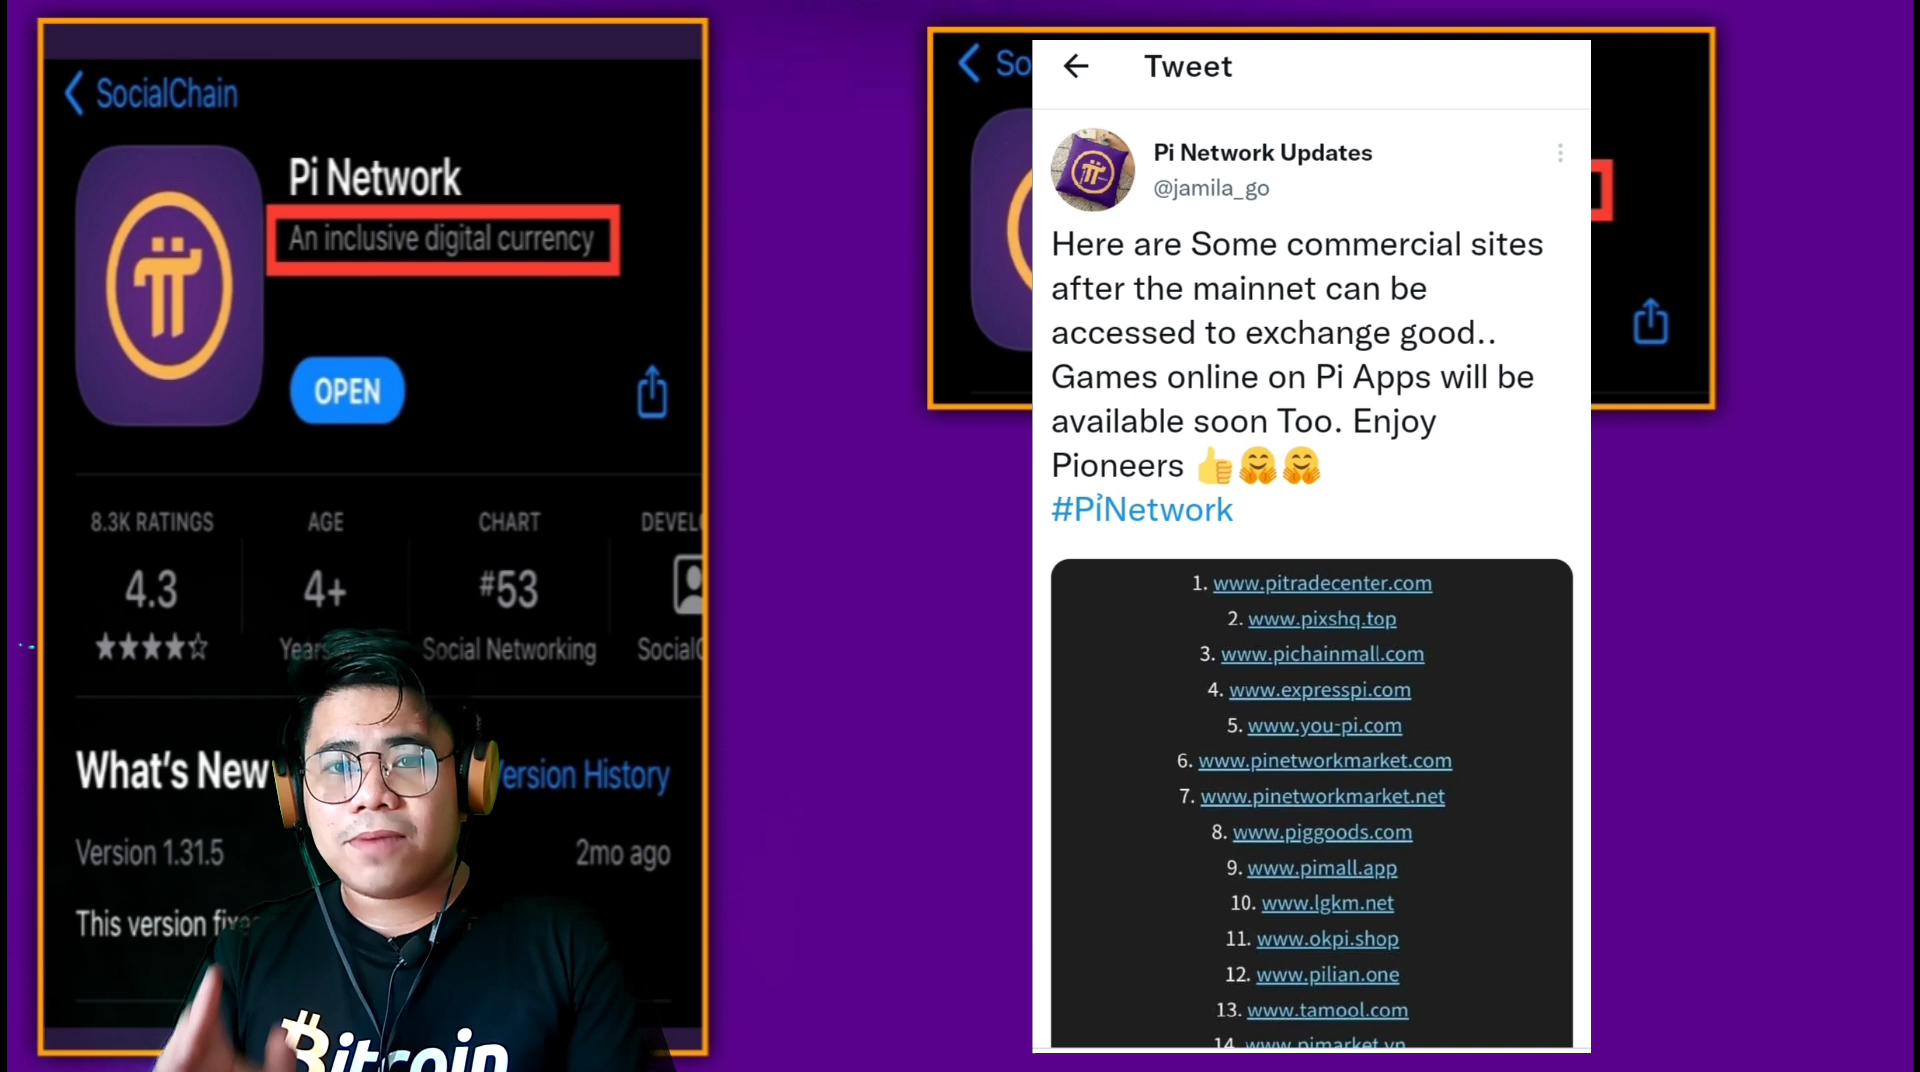 SocialChain
Pi Network
An inclusive digital currency
OPEN
8.3K RATINGS
AGE
CHART
4.3
4+
#53
Years
Social Networking
What's New
Version History
Version 1.31.5
2mo ago
This version
Bitcoin
So
Tweet
Pi Network Updates
@jamila_go
Here are Some commercial sites
after the mainnet can be
accessed to exchange good..
Games online on Pi Apps will be
available soon Too. Enjoy
Pioneers 👍🤗🤗
#PỉNetwork
1. www.pitradecenter.com
2. www.pixshq.top
3. www.pichainmall.com
4. www.expresspi.com
5. www.you-pi.com
6. www.pinetworkmarket.com
7. www.pinetworkmarket.net
8. www.piggoods.com
9. www.pimall.app
10. www.lgkm.net
11. www.okpi.shop
12. www.pilian.one
13. www.tamool.com
14. www.pimarket.vn